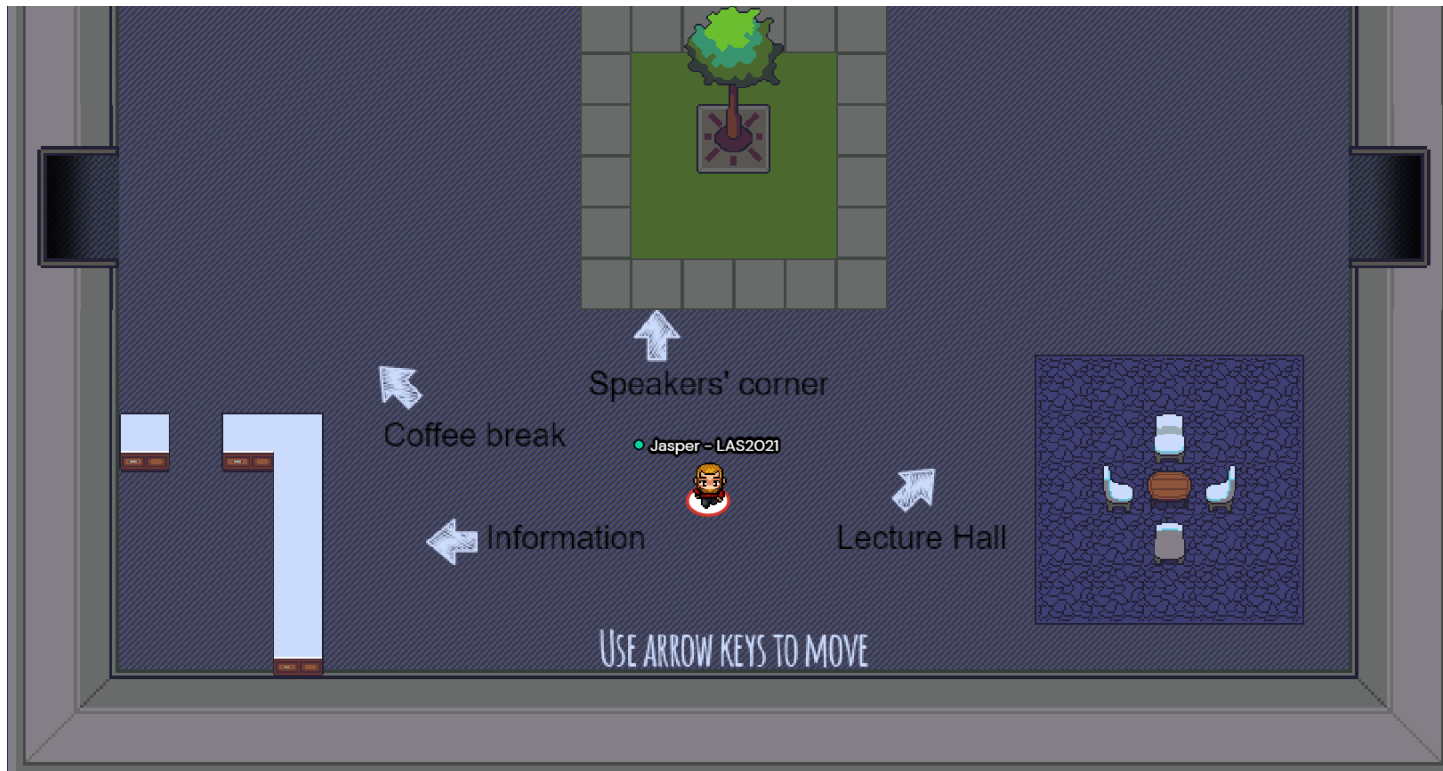 Speakers' corner
Coffee break
Jasper - LAS2021
Information
Lecture Hall
USE ARROW KEYS TO MOVE